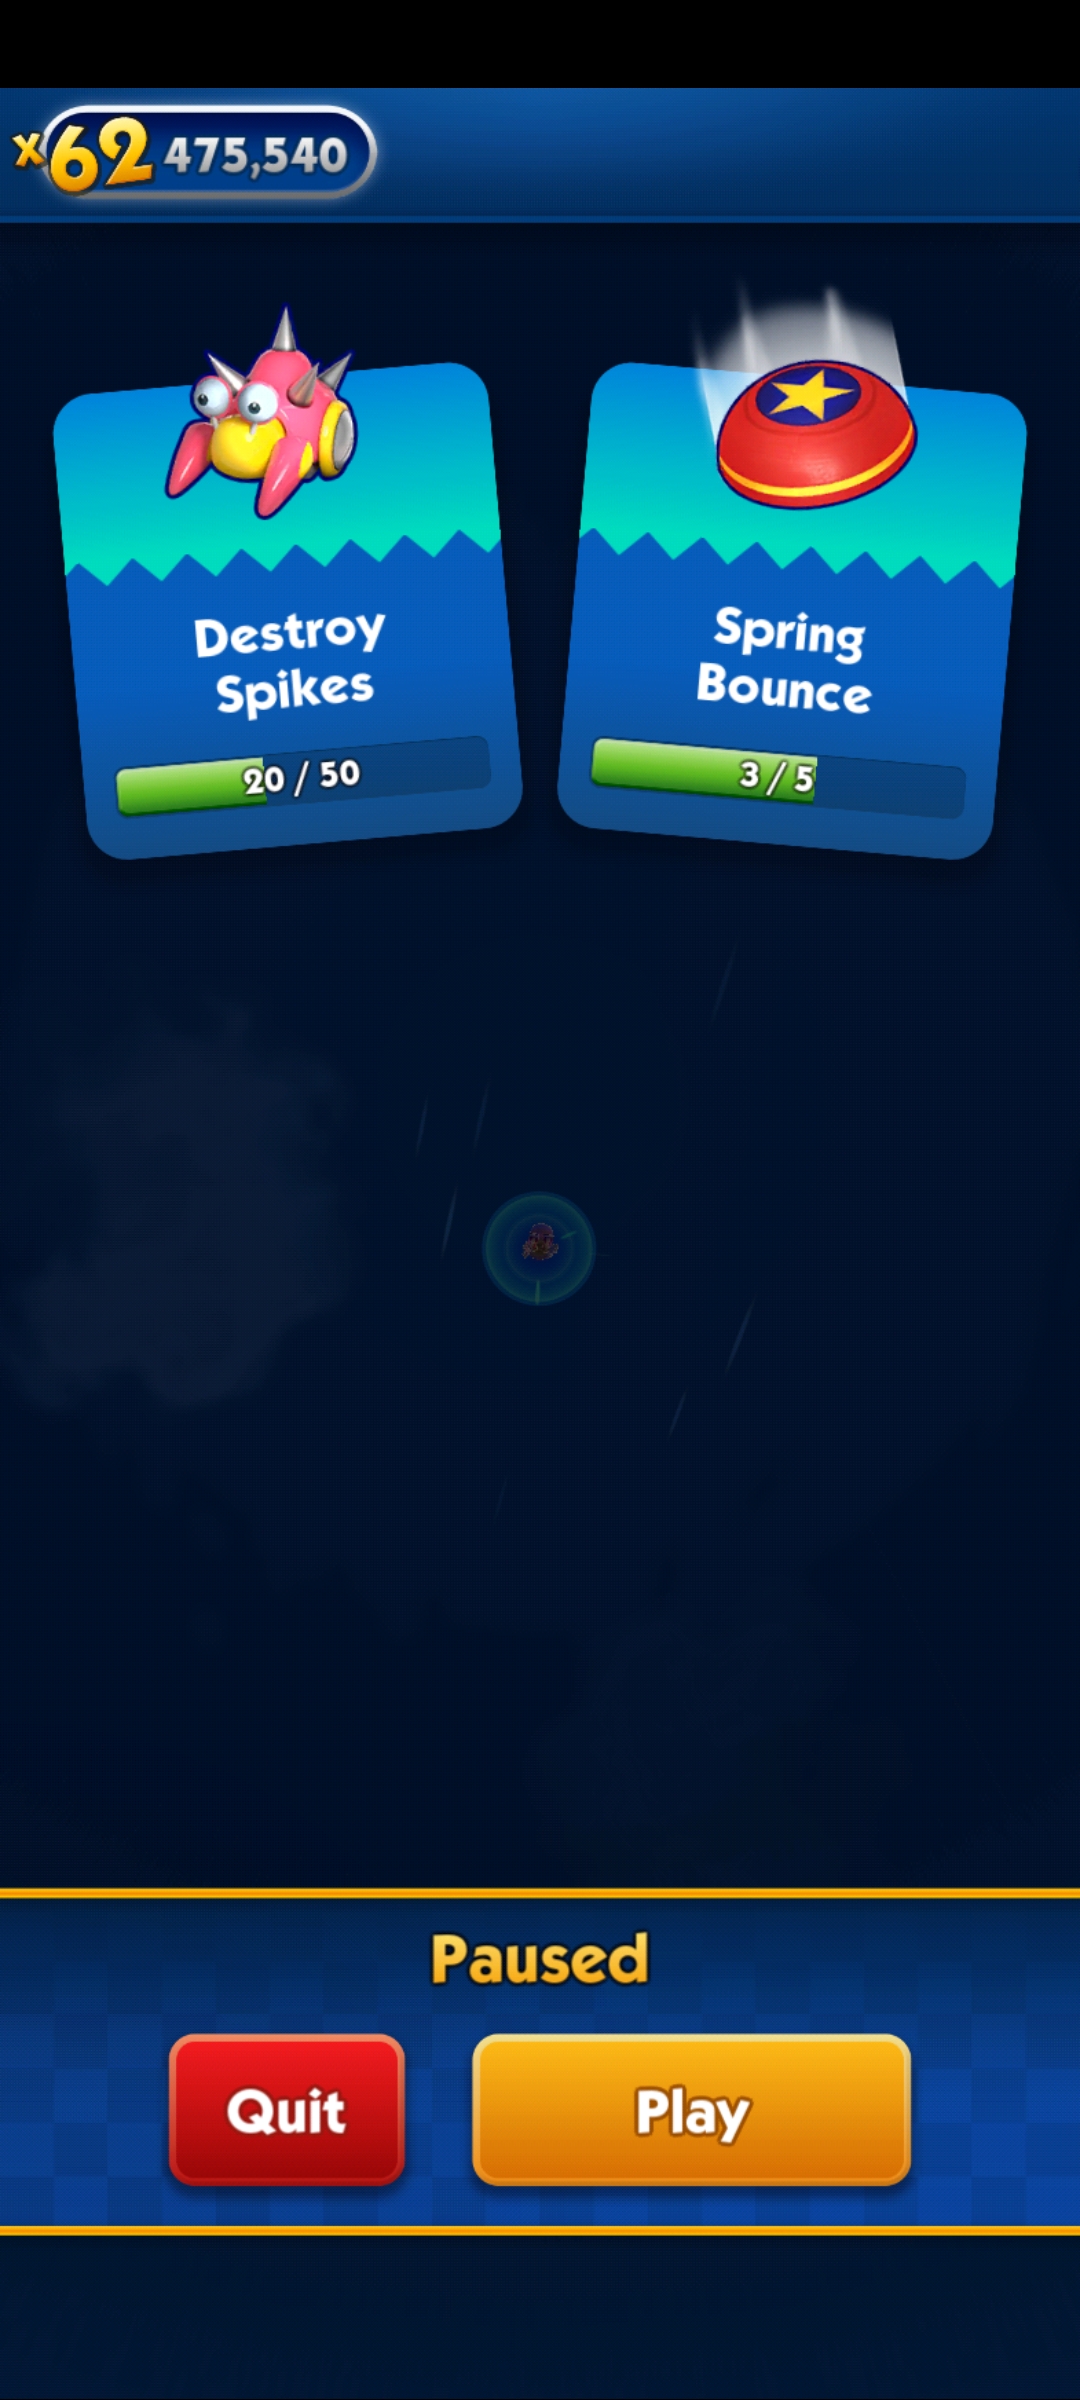 x62 475,540
Destroy
Spikes
20 / 50
Spring
Bounce
3 / 5
Paused
Quit
Play